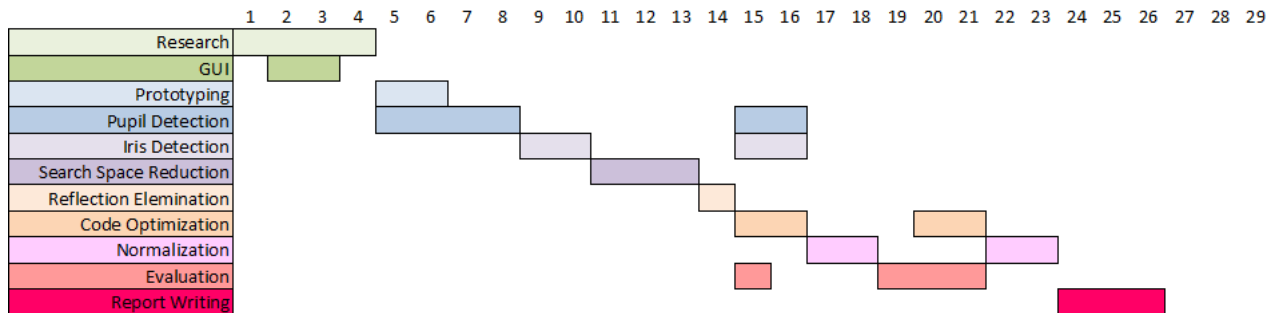 1 2 3 4 5 6 7 8 9 10 11 12 13 14 15 16 17 18 19 20 21 22 23 24 25 26 27 28 29
Research
GUI
Prototyping
Pupil Detection
Iris Detection
Search Space Reduction
Reflection Elemination
Code Optimization
Normalization
Evaluation
Report Writing